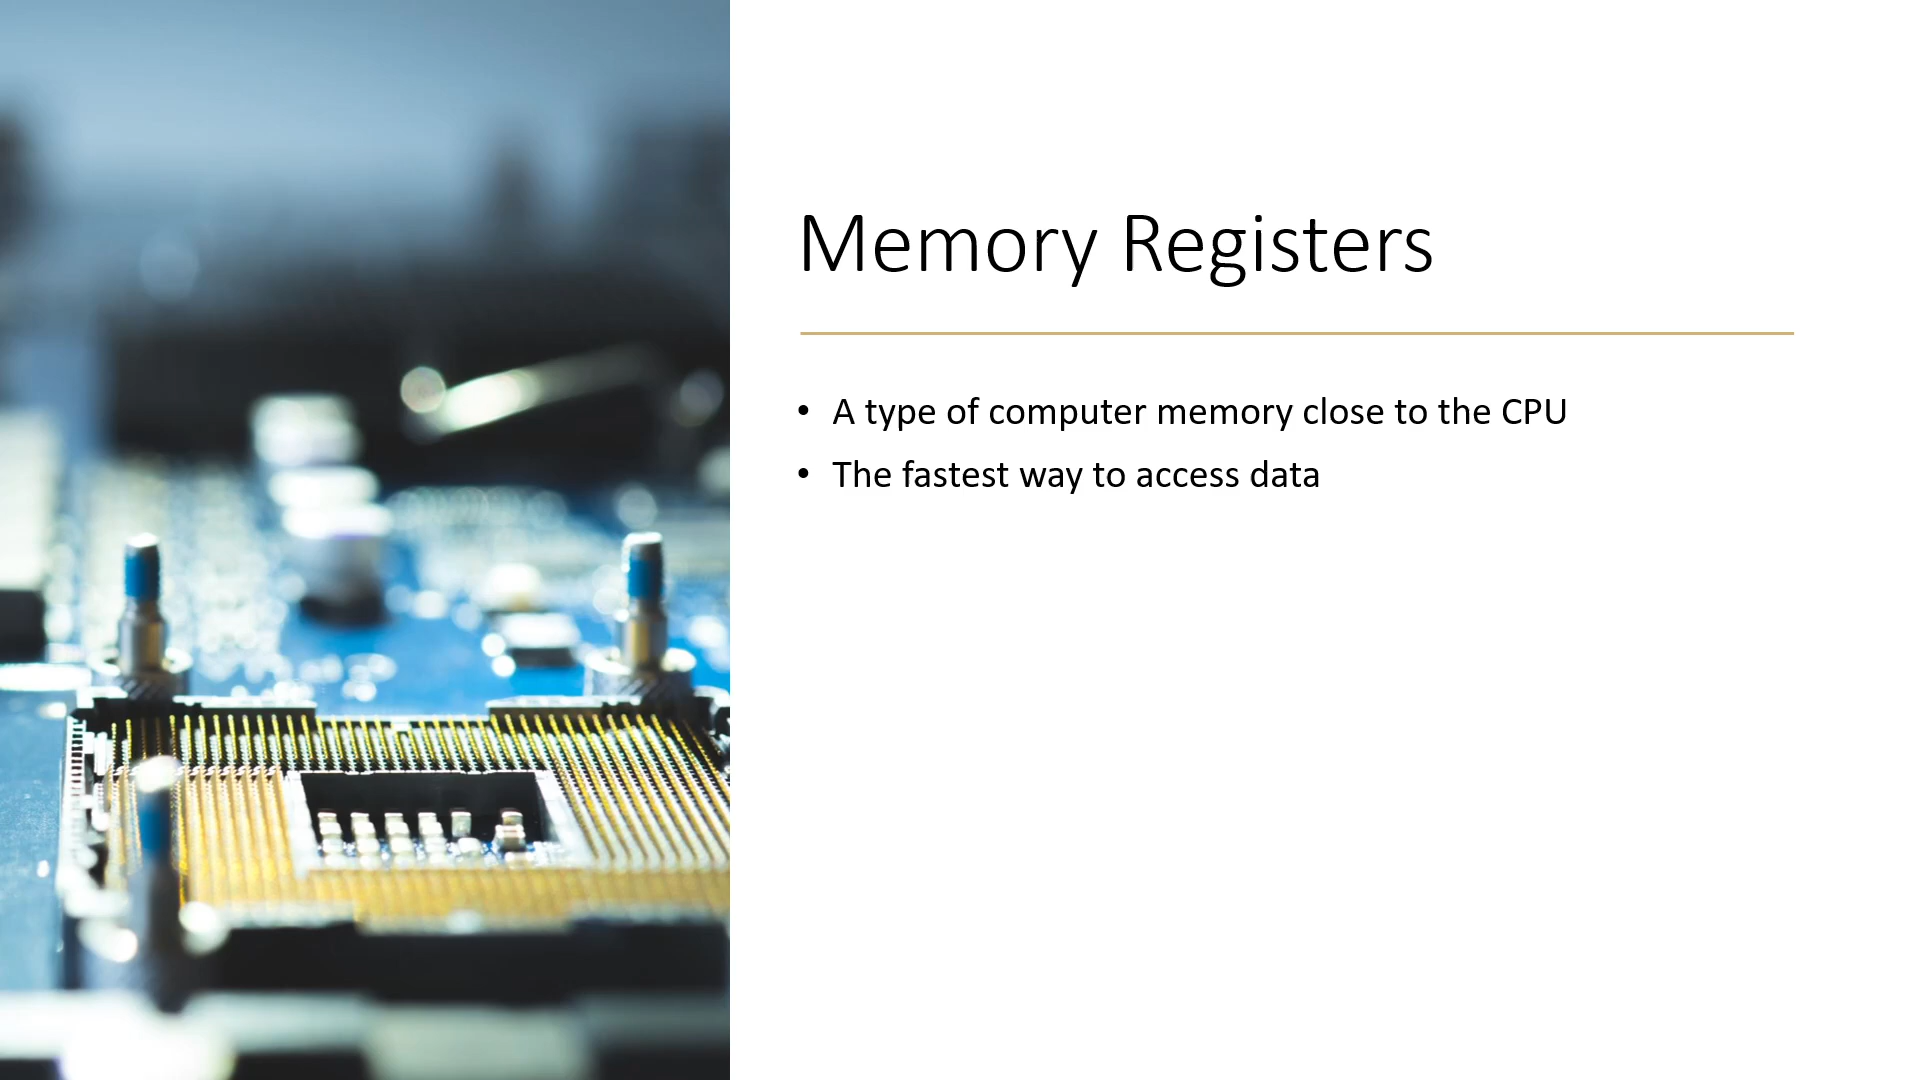 Memory Registers
• A type of computer memory close to the CPU
• The fastest way to access data